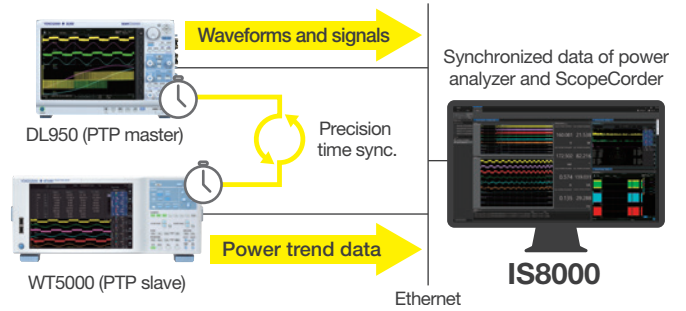 Waveforms and signals
Synchronized data of power
analyzer and ScopeCorder
DL950 (PTP master)
Precision
time sync.
WT5000 (PTP slave)
Power trend data
IS8000
Ethernet